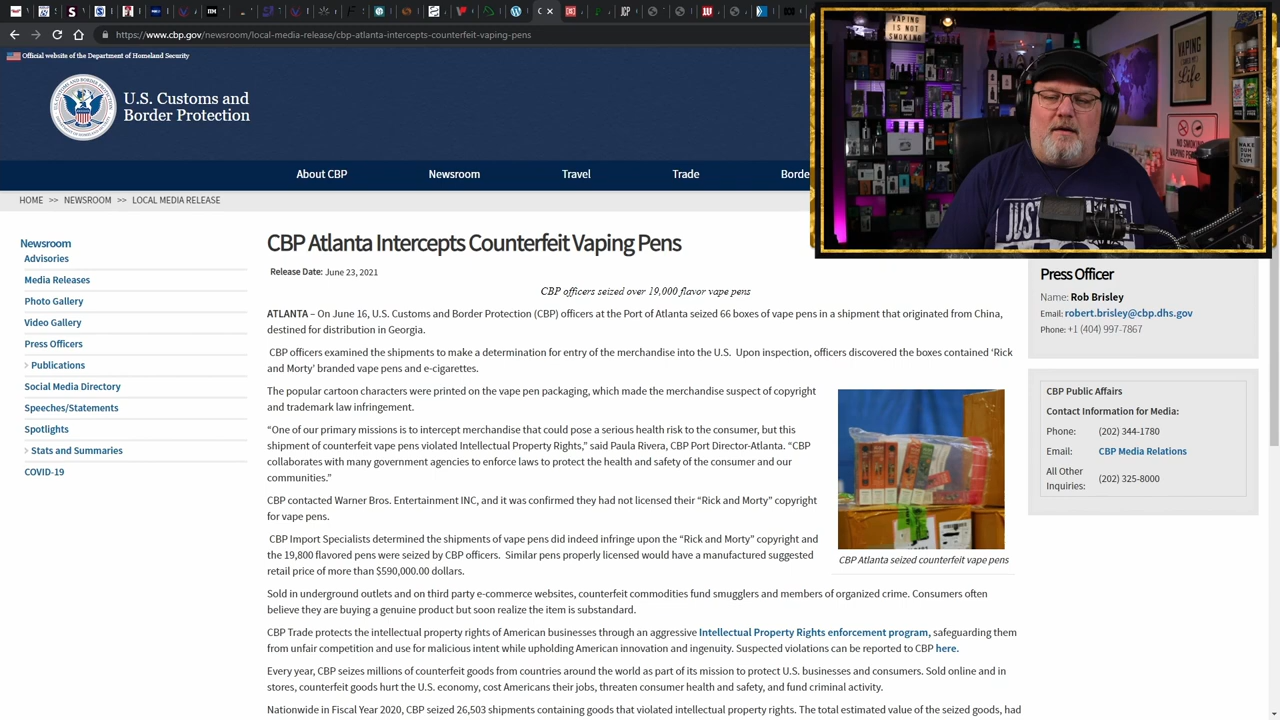 https://www.cbp.gov/newsroom/local-media-release/cbp-atlanta-intercepts-counterfeit-vaping-pens
Official website of the Department of Homeland Security
U.S. Customs and
Border Protection
About CBP
Newsroom
Travel
Trade
Borde
HOME >> NEWSROOM >> LOCAL MEDIA RELEASE
Newsroom
Advisories
Media Releases
Photo Gallery
Video Gallery
Press Officers
Publications
Social Media Directory
Speeches/Statements
Spotlights
Stats and Summaries
COVID-19
CBP Atlanta Intercepts Counterfeit Vaping Pens
Release Date: June 23, 2021
CBP officers seized over 19,000 flavor vape pens
ATLANTA – On June 16, U.S. Customs and Border Protection (CBP) officers at the Port of Atlanta seized 66 boxes of vape pens in a shipment that originated from China,
destined for distribution in Georgia.
CBP officers examined the shipments to make a determination for entry of the merchandise into the U.S. Upon inspection, officers discovered the boxes contained ‘Rick
and Morty’ branded vape pens and e-cigarettes.
The popular cartoon characters were printed on the vape pen packaging, which made the merchandise suspect of copyright
and trademark law infringement.
“One of our primary missions is to intercept merchandise that could pose a serious health risk to the consumer, but this
shipment of counterfeit vape pens violated Intellectual Property Rights,” said Paula Rivera, CBP Port Director-Atlanta. “CBP
collaborates with many government agencies to enforce laws to protect the health and safety of the consumer and our
communities.”
CBP contacted Warner Bros. Entertainment INC, and it was confirmed they had not licensed their “Rick and Morty” copyright
for vape pens.
CBP Import Specialists determined the shipments of vape pens did indeed infringe upon the “Rick and Morty” copyright and
the 19,800 flavored pens were seized by CBP officers. Similar pens properly licensed would have a manufactured suggested
retail price of more than $590,000.00 dollars.
CBP Atlanta seized counterfeit vape pens
Sold in underground outlets and on third party e-commerce websites, counterfeit commodities fund smugglers and members of organized crime. Consumers often
believe they are buying a genuine product but soon realize the item is substandard.
CBP Trade protects the intellectual property rights of American businesses through an aggressive Intellectual Property Rights enforcement program, safeguarding them
from unfair competition and use for malicious intent while upholding American innovation and ingenuity. Suspected violations can be reported to CBP here.
Every year, CBP seizes millions of counterfeit goods from countries around the world as part of its mission to protect U.S. businesses and consumers. Sold online and in
stores, counterfeit goods hurt the U.S. economy, cost Americans their jobs, threaten consumer health and safety, and fund criminal activity.
Nationwide in Fiscal Year 2020, CBP seized 26,503 shipments containing goods that violated intellectual property rights. The total estimated value of the seized goods, had
Press Officer
Name: Rob Brisley
Email: robert.brisley@cbp.dhs.gov
Phone: +1 (404) 997-7867
CBP Public Affairs
Contact Information for Media:
Phone: (202) 344-1780
Email: CBP Media Relations
All Other
Inquiries: (202) 325-8000
VAPING
IS NOT
SMOKING
VAPING
Life
NO SMOKING
JUST